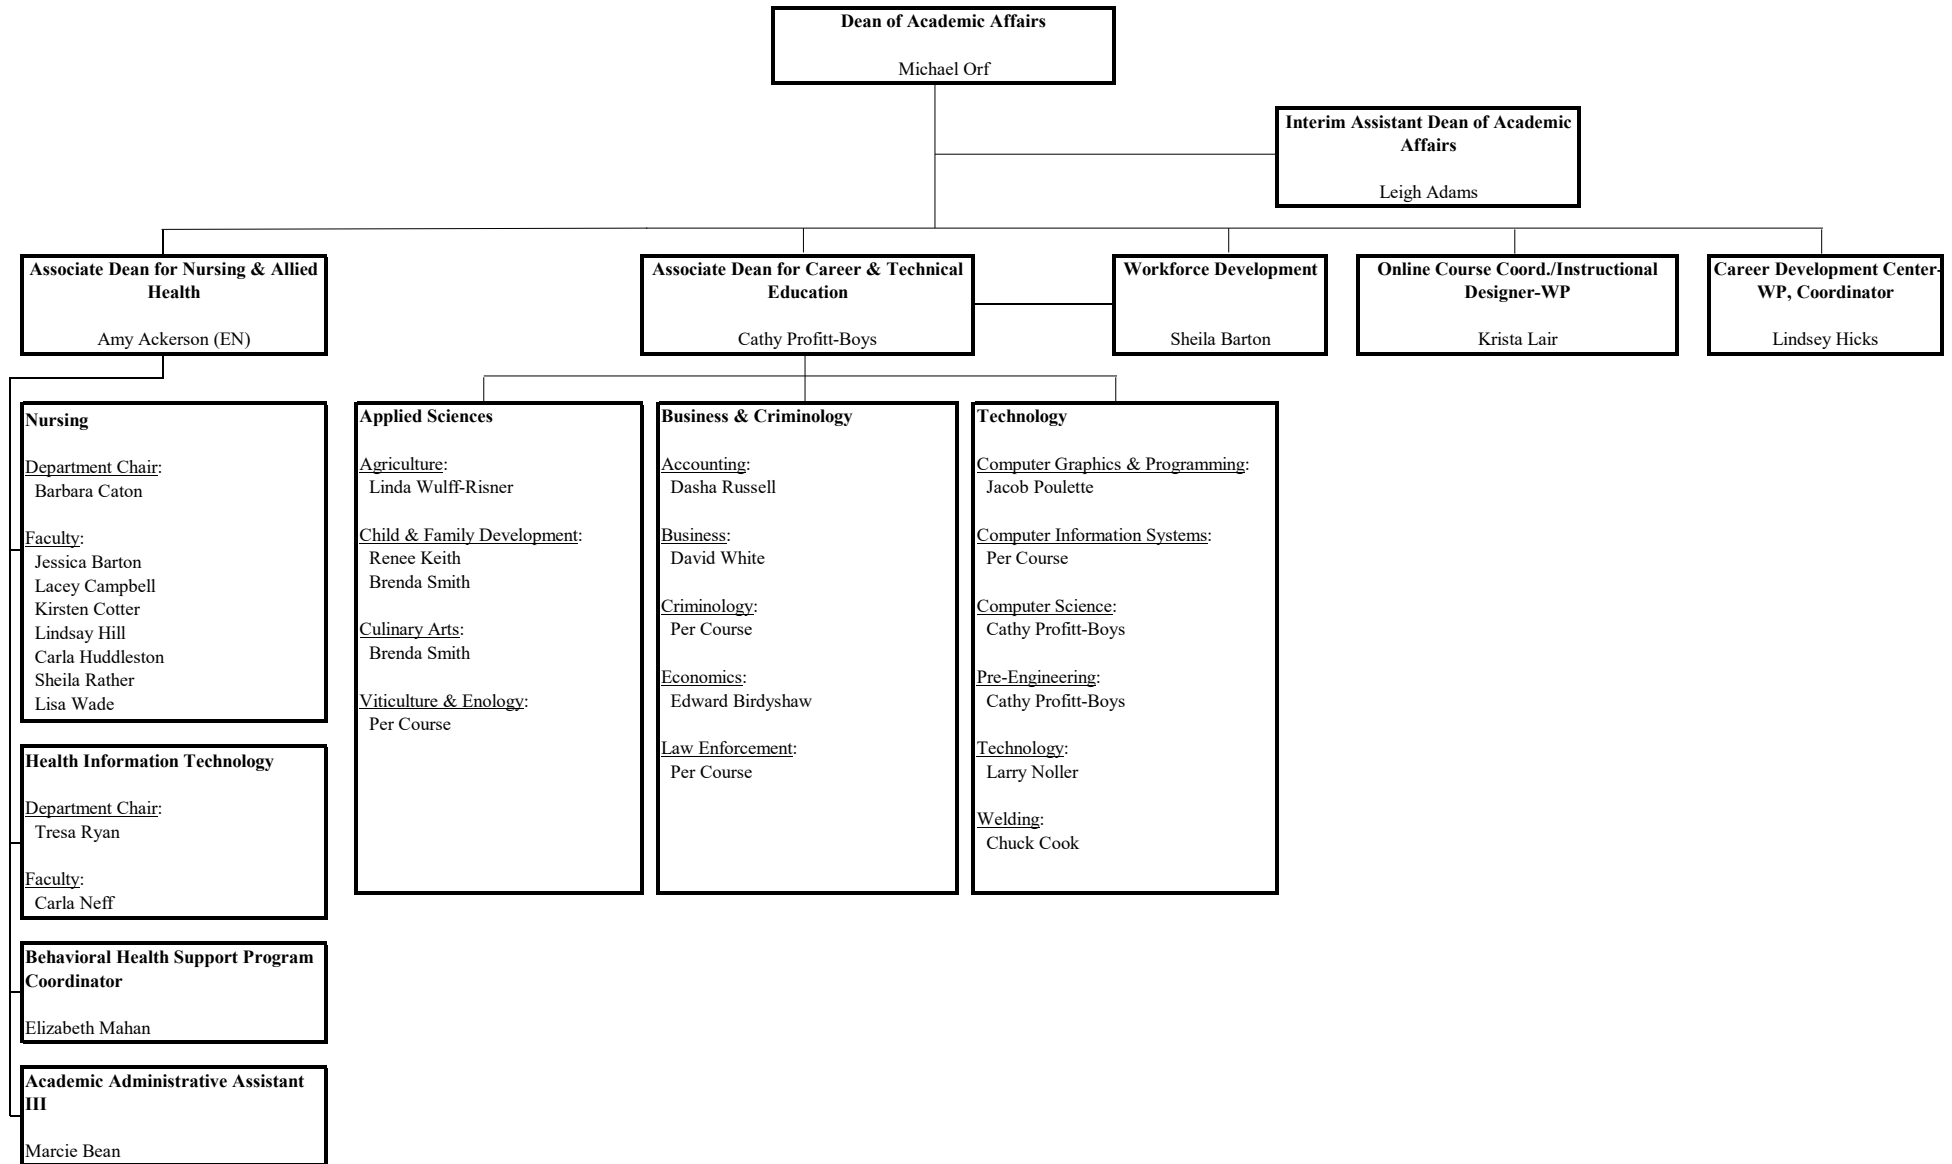 Dean of Academic Affairs
Michael Orf
Interim Assistant Dean of Academic
Affairs
Leigh Adams
Associate Dean for Nursing & Allied
Health
Amy Ackerson (EN)
Associate Dean for Career & Technical
Education
Cathy Profitt-Boys
Workforce Development
Sheila Barton
Online Course Coord./Instructional
Designer-WP
Krista Lair
Career Development Center-
WP, Coordinator
Lindsey Hicks
Nursing
Department Chair:
Barbara Caton
Faculty:
Jessica Barton
Lacey Campbell
Kirsten Cotter
Lindsay Hill
Carla Huddleston
Sheila Rather
Lisa Wade
Health Information Technology
Department Chair:
Tresa Ryan
Faculty:
Carla Neff
Behavioral Health Support Program
Coordinator
Elizabeth Mahan
Academic Administrative Assistant
III
Marcie Bean
Applied Sciences
Agriculture:
Linda Wulff-Risner
Child & Family Development:
Renee Keith
Brenda Smith
Culinary Arts:
Brenda Smith
Viticulture & Enology:
Per Course
Business & Criminology
Accounting:
Dasha Russell
Business:
David White
Criminology:
Per Course
Economics:
Edward Birdyshaw
Law Enforcement:
Per Course
Technology
Computer Graphics & Programming:
Jacob Poulette
Computer Information Systems:
Per Course
Computer Science:
Cathy Profitt-Boys
Pre-Engineering:
Cathy Profitt-Boys
Technology:
Larry Noller
Welding:
Chuck Cook